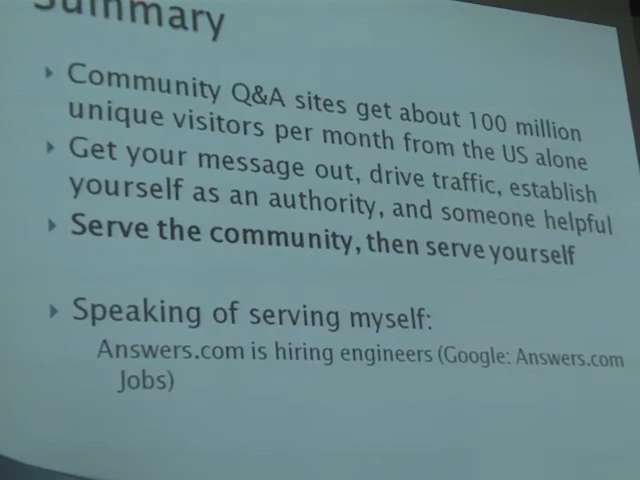 Summary
Community Q&A sites get about 100 million
unique visitors per month from the US alone
Get your message out, drive traffic, establish
yourself as an authority, and someone helpful
Serve the community, then serve yourself
Speaking of serving myself:
Answers.com is hiring engineers (Google: Answers.com
Jobs)